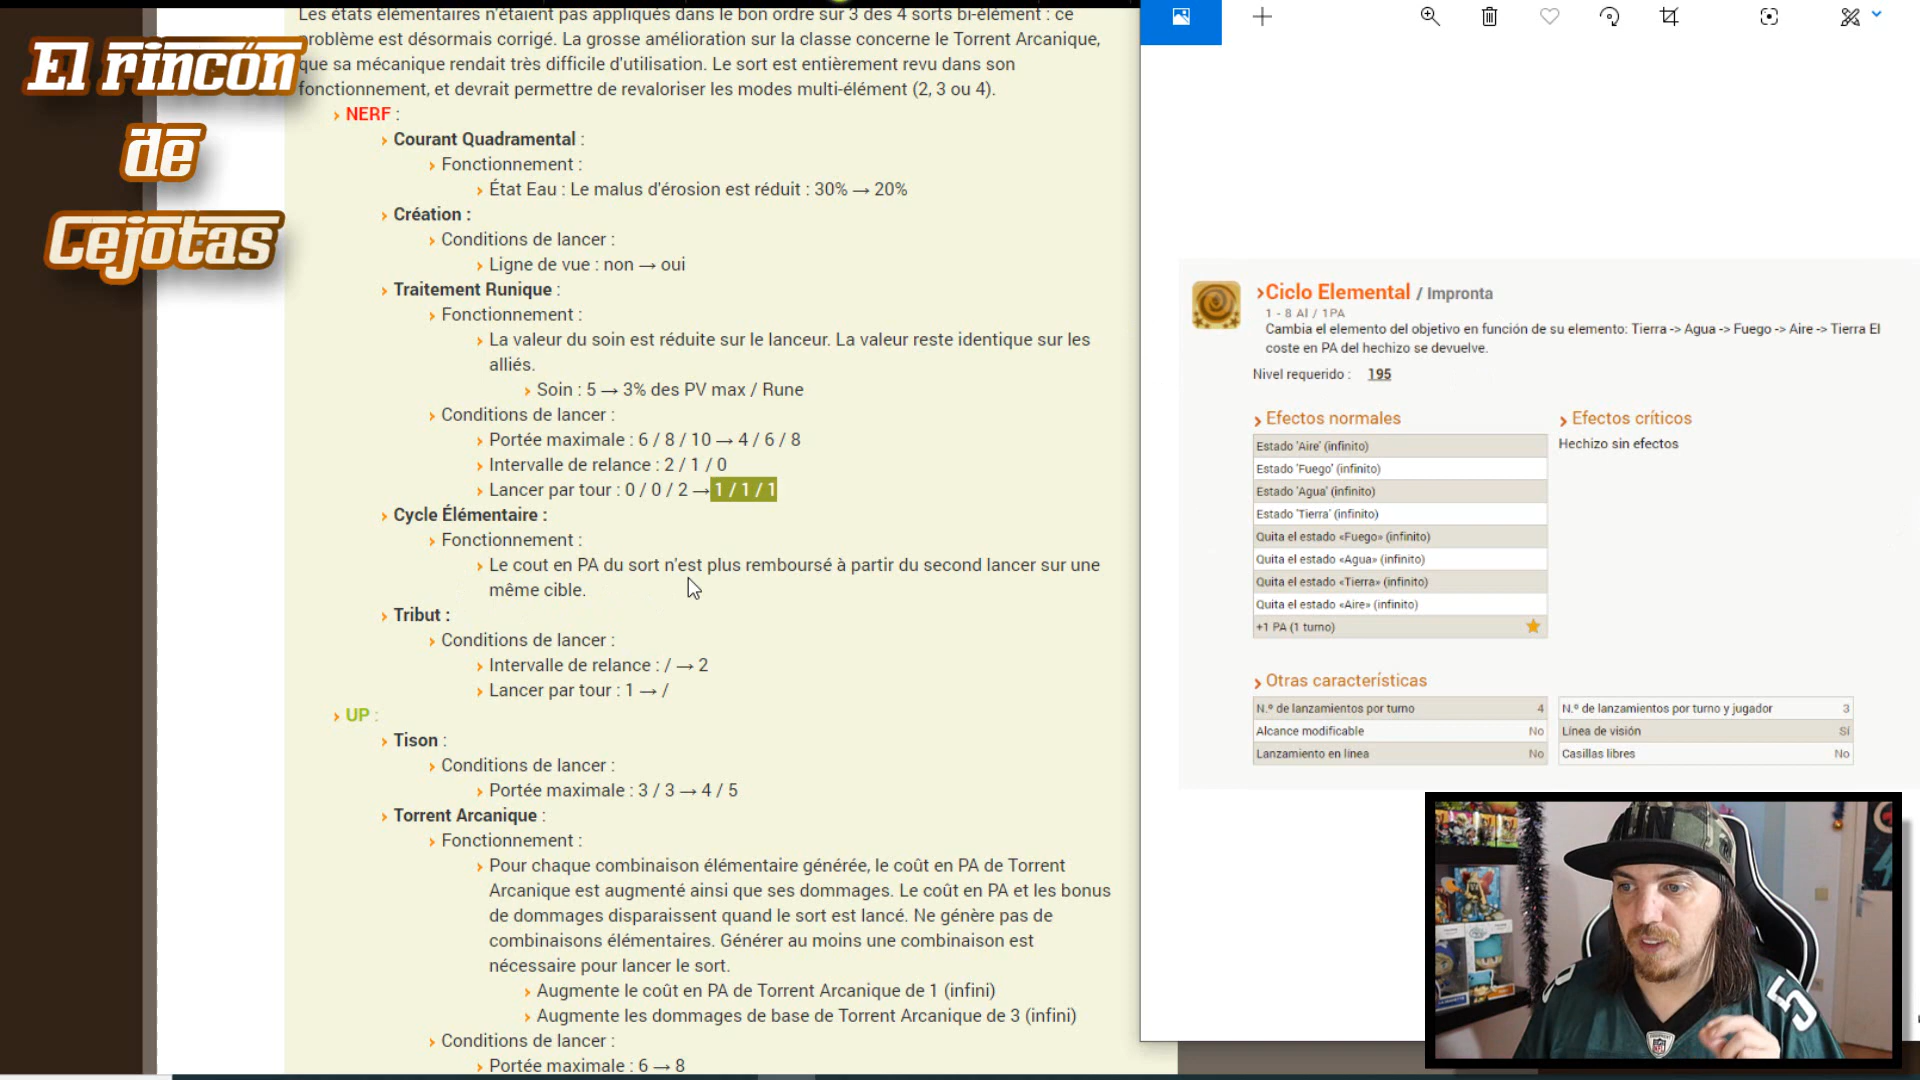 El rincón
de
Cejotas
Les états élémentaires n'étaient pas appliqués dans le bon ordre sur 3 des 4 sorts bi-élément : ce
problème est désormais corrigé. La grosse amélioration sur la classe concerne le Torrent Arcanique,
que sa mécanique rendait très difficile d'utilisation. Le sort est entièrement revu dans son
fonctionnement, et devrait permettre de revaloriser les modes multi-élément (2, 3 ou 4).
NERF :
Courant Quadramental :
Fonctionnement :
État Eau : Le malus d'érosion est réduit : 30% → 20%
Création :
Conditions de lancer :
Ligne de vue : non → oui
Traitement Runique :
Fonctionnement :
La valeur du soin est réduite sur le lanceur. La valeur reste identique sur les
alliés.
Soin : 5 → 3% des PV max / Rune
Conditions de lancer :
Portée maximale : 6 / 8 / 10 → 4 / 6 / 8
Intervalle de relance : 2 / 1 / 0
Lancer par tour : 0 / 0 / 2 → 1 / 1 / 1
Cycle Élémentaire :
Fonctionnement :
Le cout en PA du sort n'est plus remboursé à partir du second lancer sur une
même cible.
Tribut :
Conditions de lancer :
Intervalle de relance : / → 2
Lancer par tour : 1 → /
UP :
Tison :
Conditions de lancer :
Portée maximale : 3 / 3 → 4 / 5
Torrent Arcanique :
Fonctionnement :
Pour chaque combinaison élémentaire générée, le coût en PA de Torrent
Arcanique est augmenté ainsi que ses dommages. Le coût en PA et les bonus
de dommages disparaissent quand le sort est lancé. Ne génère pas de
combinaisons élémentaires. Générer au moins une combinaison est
nécessaire pour lancer le sort.
Augmente le coût en PA de Torrent Arcanique de 1 (infini)
Augmente les dommages de base de Torrent Arcanique de 3 (infini)
Conditions de lancer :
Portée maximale : 6 → 8
Ciclo Elemental / Impronta
1 - 8 Al / 1PA
Cambia el elemento del objetivo en función de su elemento: Tierra -> Agua -> Fuego -> Aire -> Tierra El
coste en PA del hechizo se devuelve.
Nivel requerido : 195
Efectos normales
Estado 'Aire' (infinito)
Estado 'Fuego' (infinito)
Estado 'Agua' (infinito)
Estado 'Tierra' (infinito)
Quita el estado «Fuego» (infinito)
Quita el estado «Agua» (infinito)
Quita el estado «Tierra» (infinito)
Quita el estado «Aire» (infinito)
+1 PA (1 turno)
Efectos críticos
Hechizo sin efectos
Otras características
N.º de lanzamientos por turno 4
Alcance modificable No
Lanzamiento en línea No
N.º de lanzamientos por turno y jugador 3
Línea de visión Sí
Casillas libres No
NFL
5